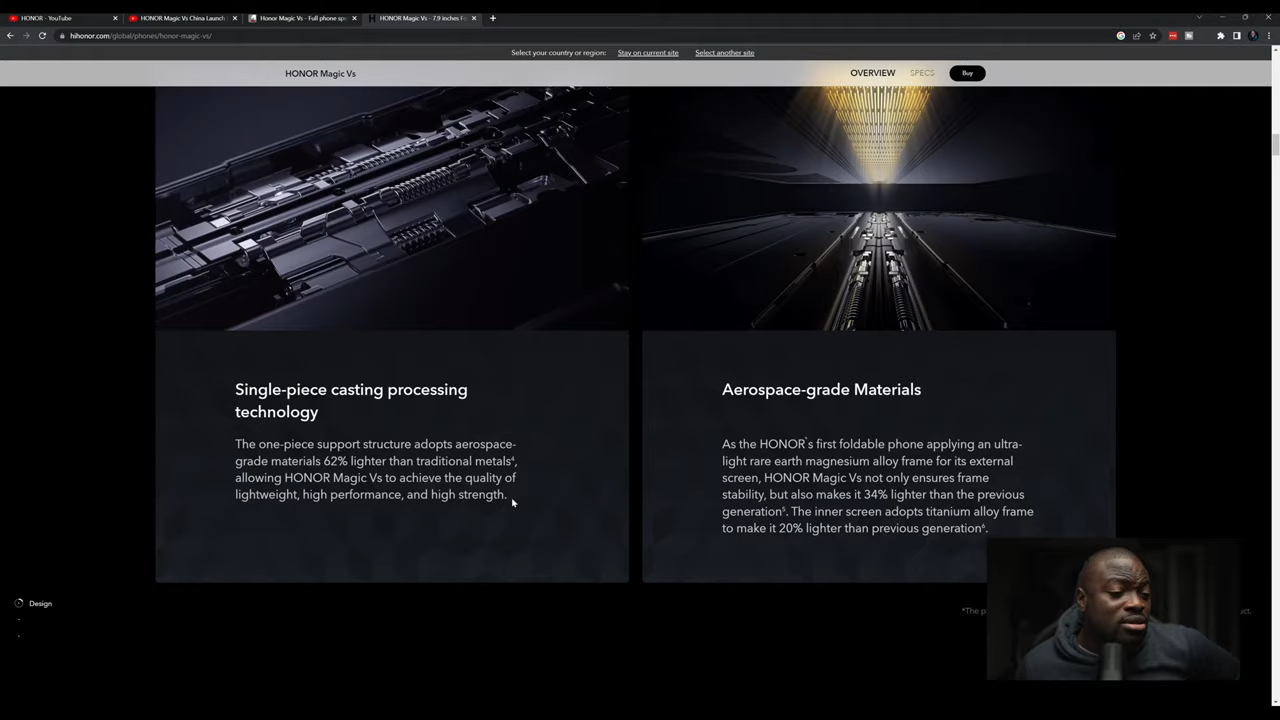 HONOR - YouTube
HONOR Magic Vs China Launch
Honor Magic Vs - Full phone spe
HONOR Magic Vs - 7.9 inches F
hihonor.com/global/phones/honor-magic-vs/
Select your country or region: Stay on current site Select another site
HONOR Magic Vs
OVERVIEW SPECS Buy
Single-piece casting processing
technology
The one-piece support structure adopts aerospace-
grade materials 62% lighter than traditional metals⁴,
allowing HONOR Magic Vs to achieve the quality of
lightweight, high performance, and high strength.
Aerospace-grade Materials
As the HONOR`s first foldable phone applying an ultra-
light rare earth magnesium alloy frame for its external
screen, HONOR Magic Vs not only ensures frame
stability, but also makes it 34% lighter than the previous
generation⁵. The inner screen adopts titanium alloy frame
to make it 20% lighter than previous generation⁶.
Design
*The p
ct.